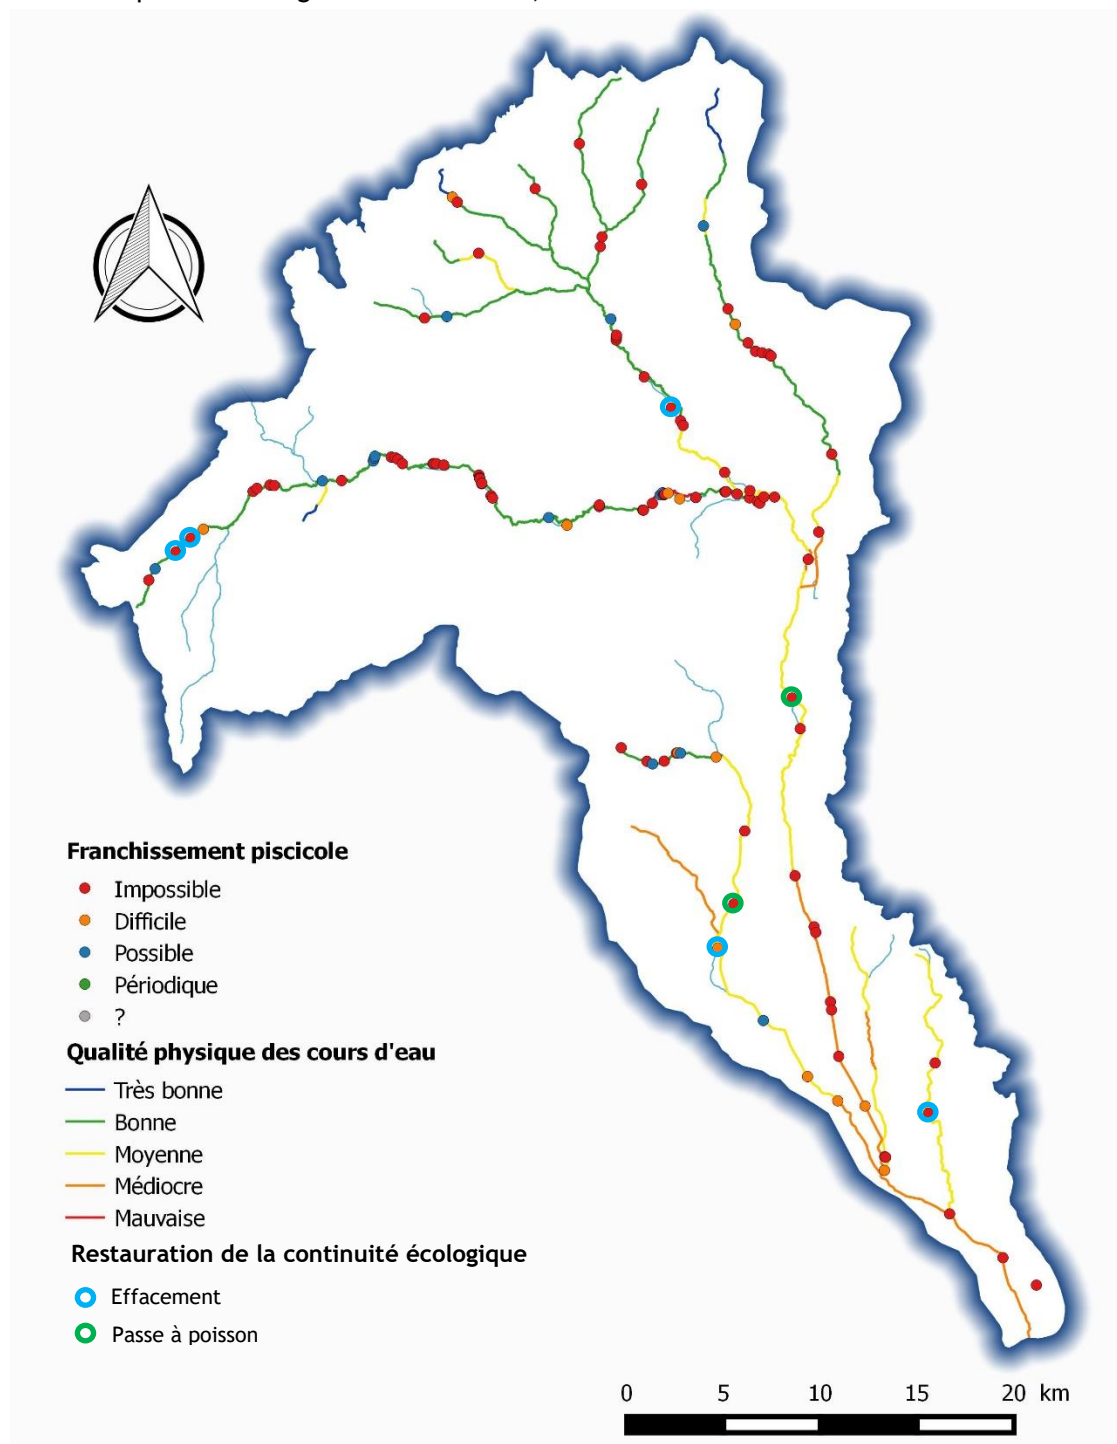 Franchissement piscicole
Impossible
Difficile
Possible
Périodique
?
Qualité physique des cours d'eau
Très bonne
Bonne
Moyenne
Médiocre
Mauvaise
Restauration de la continuité écologique
Effacement
Passe à poisson
0 5 10 15 20 km